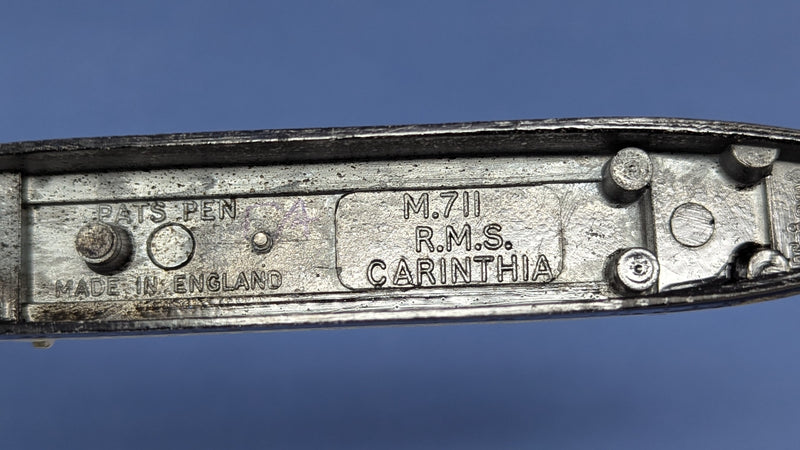 PATS PEN
MADE IN ENGLAND
M.711
R.M.S.
CARINTHIA